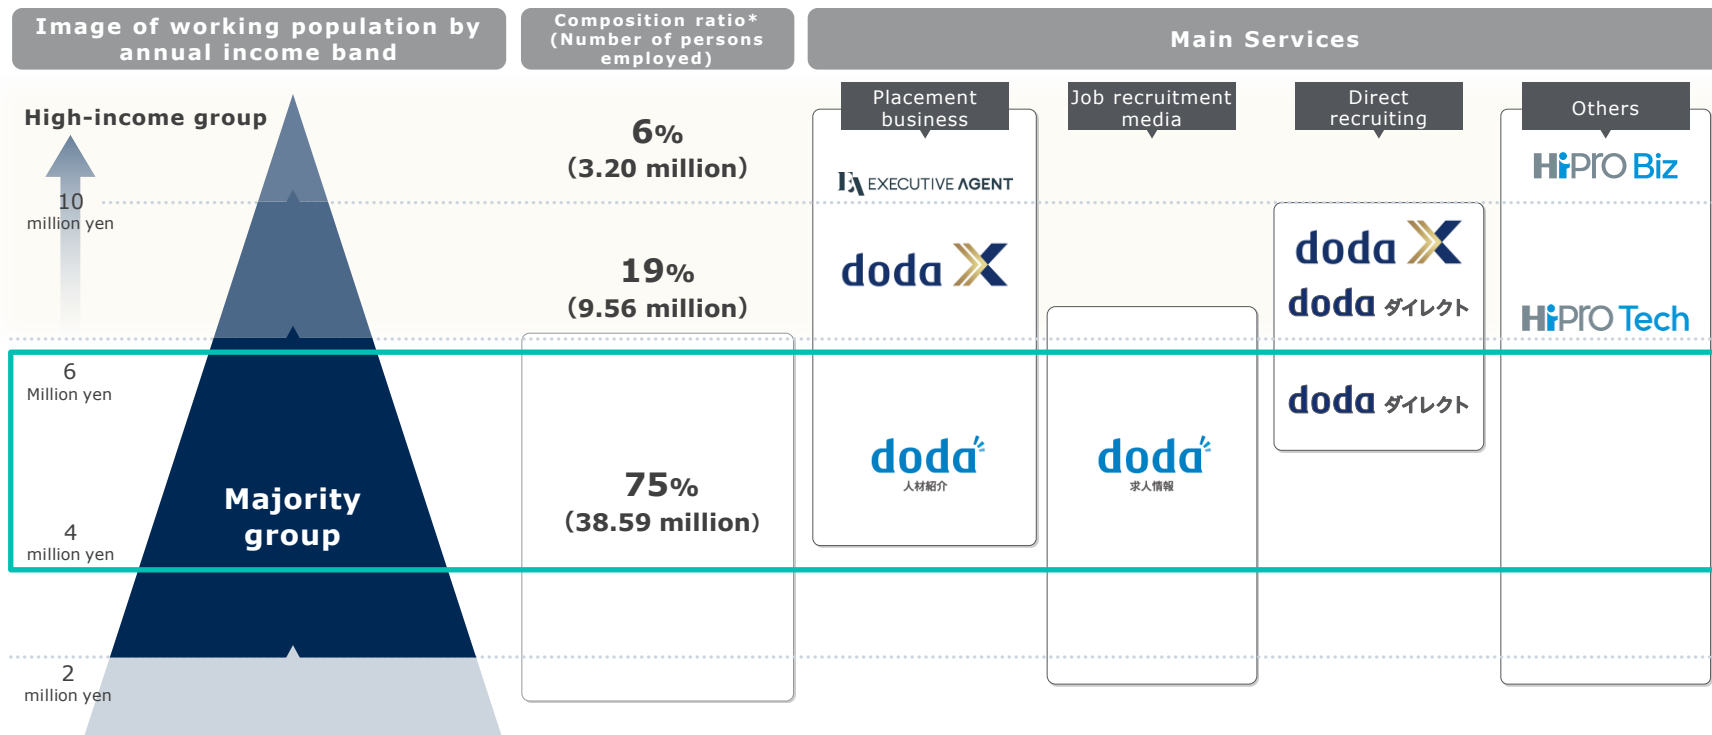 Image of working population by
annual income band
Composition ratio*
(Number of persons
employed)
Main Services
High-income group
10
million yen
6
Million yen
4
million yen
2
million yen
Majority
group
6%
(3.20 million)
19%
(9.56 million)
75%
(38.59 million)
Placement
business
EXECUTIVE AGENT
doda X
doda
人材紹介
Job recruitment
media
doda
求人情報
Direct
recruiting
doda X
doda ダイレクト
doda ダイレクト
Others
HiPRO Biz
HiPRO Tech